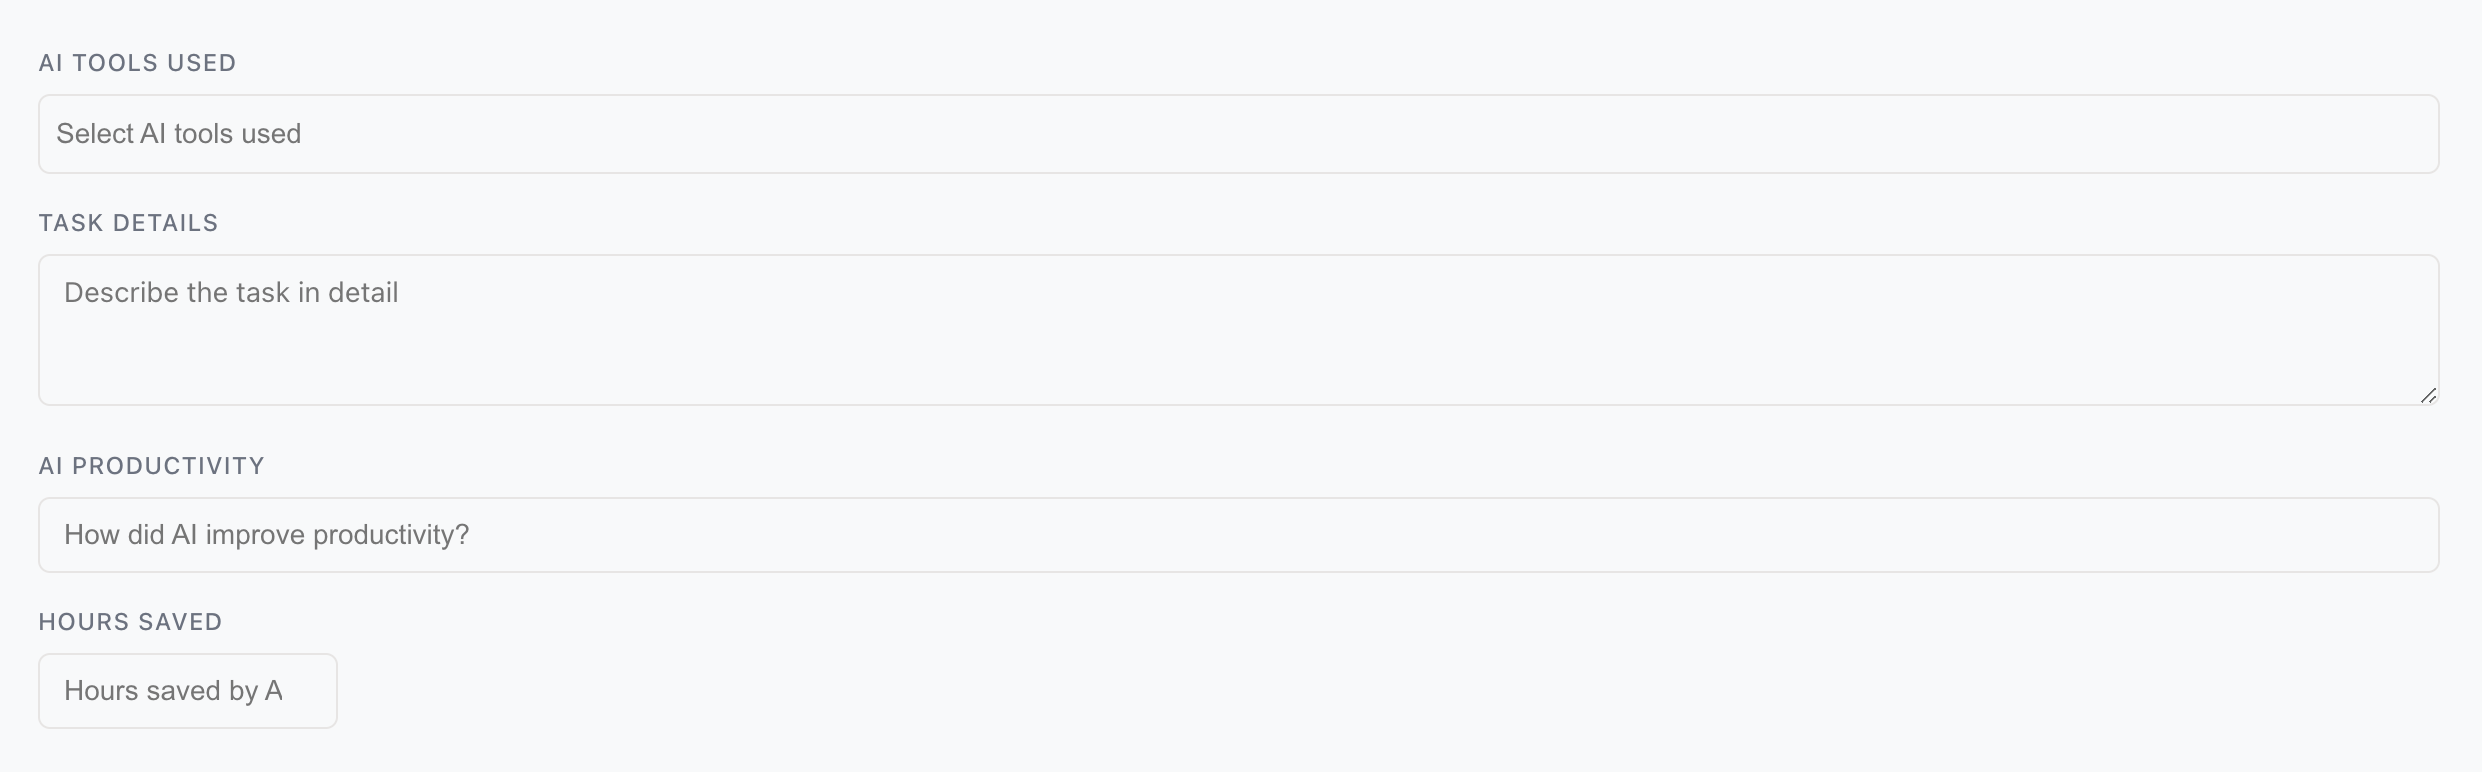 AI TOOLS USED
Select AI tools used
TASK DETAILS
Describe the task in detail
AI PRODUCTIVITY
How did AI improve productivity?
HOURS SAVED
Hours saved by A